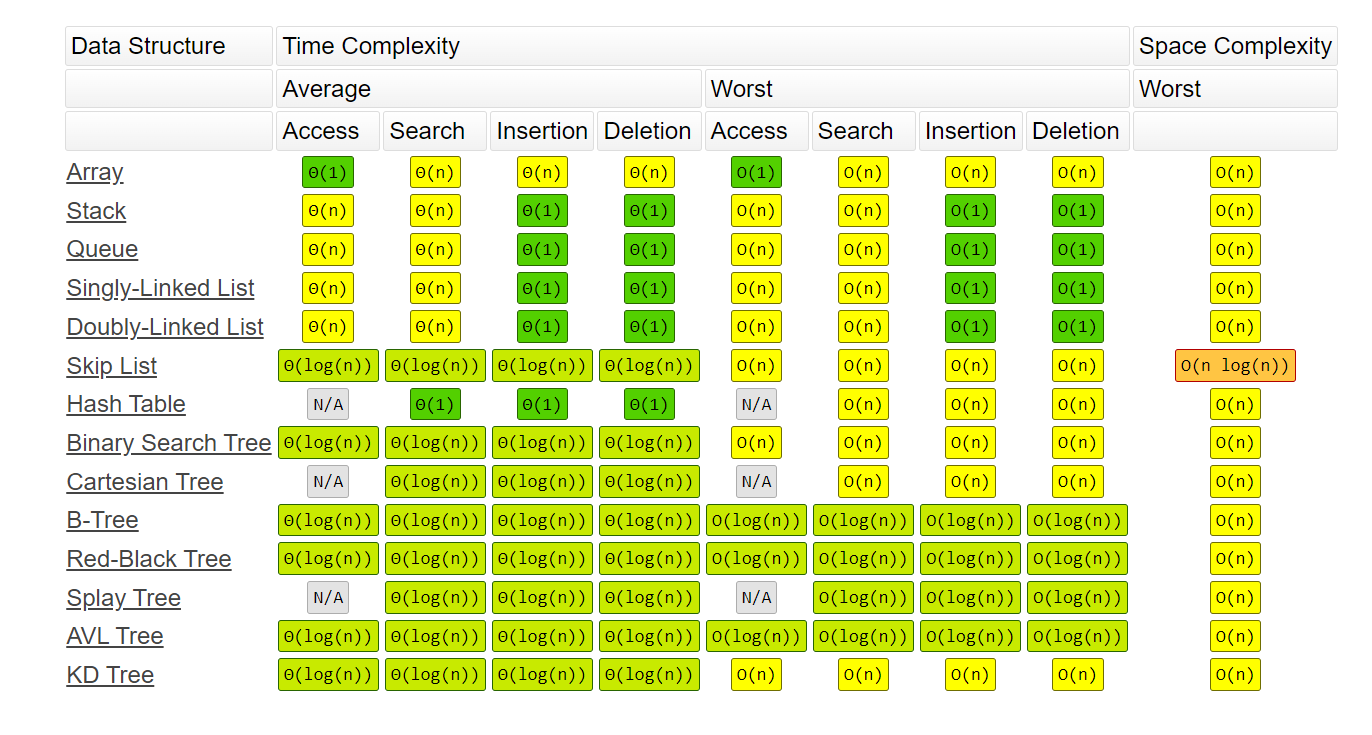 Data Structure Time Complexity Space Complexity
Average Worst Worst
Access Search Insertion Deletion Access Search Insertion Deletion
Array Θ(1) Θ(n) Θ(n) Θ(n) O(1) O(n) O(n) O(n) O(n)
Stack Θ(n) Θ(n) Θ(1) Θ(1) O(n) O(n) O(1) O(1) O(n)
Queue Θ(n) Θ(n) Θ(1) Θ(1) O(n) O(n) O(1) O(1) O(n)
Singly-Linked List Θ(n) Θ(n) Θ(1) Θ(1) O(n) O(n) O(1) O(1) O(n)
Doubly-Linked List Θ(n) Θ(n) Θ(1) Θ(1) O(n) O(n) O(1) O(1) O(n)
Skip List Θ(log(n)) Θ(log(n)) Θ(log(n)) Θ(log(n)) O(n) O(n) O(n) O(n) O(n log(n))
Hash Table N/A Θ(1) Θ(1) Θ(1) N/A O(n) O(n) O(n) O(n)
Binary Search Tree Θ(log(n)) Θ(log(n)) Θ(log(n)) Θ(log(n)) O(n) O(n) O(n) O(n) O(n)
Cartesian Tree N/A Θ(log(n)) Θ(log(n)) Θ(log(n)) N/A O(n) O(n) O(n) O(n)
B-Tree Θ(log(n)) Θ(log(n)) Θ(log(n)) Θ(log(n)) O(log(n)) O(log(n)) O(log(n)) O(log(n)) O(n)
Red-Black Tree Θ(log(n)) Θ(log(n)) Θ(log(n)) Θ(log(n)) O(log(n)) O(log(n)) O(log(n)) O(log(n)) O(n)
Splay Tree N/A Θ(log(n)) Θ(log(n)) Θ(log(n)) N/A O(log(n)) O(log(n)) O(log(n)) O(n)
AVL Tree Θ(log(n)) Θ(log(n)) Θ(log(n)) Θ(log(n)) O(log(n)) O(log(n)) O(log(n)) O(log(n)) O(n)
KD Tree Θ(log(n)) Θ(log(n)) Θ(log(n)) Θ(log(n)) O(n) O(n) O(n) O(n) O(n)